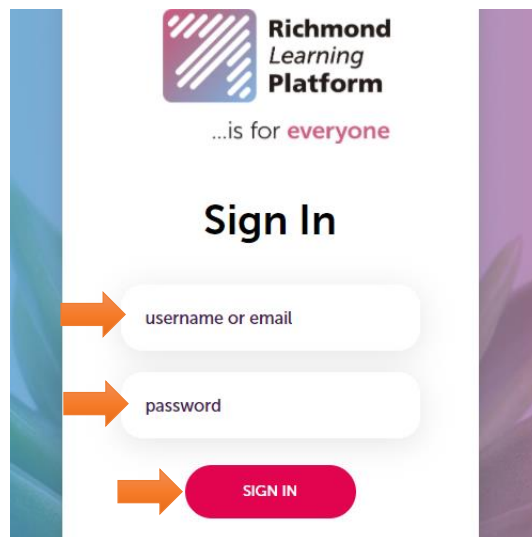 Richmond
Learning
Platform
...is for everyone
Sign In
username or email
password
SIGN IN